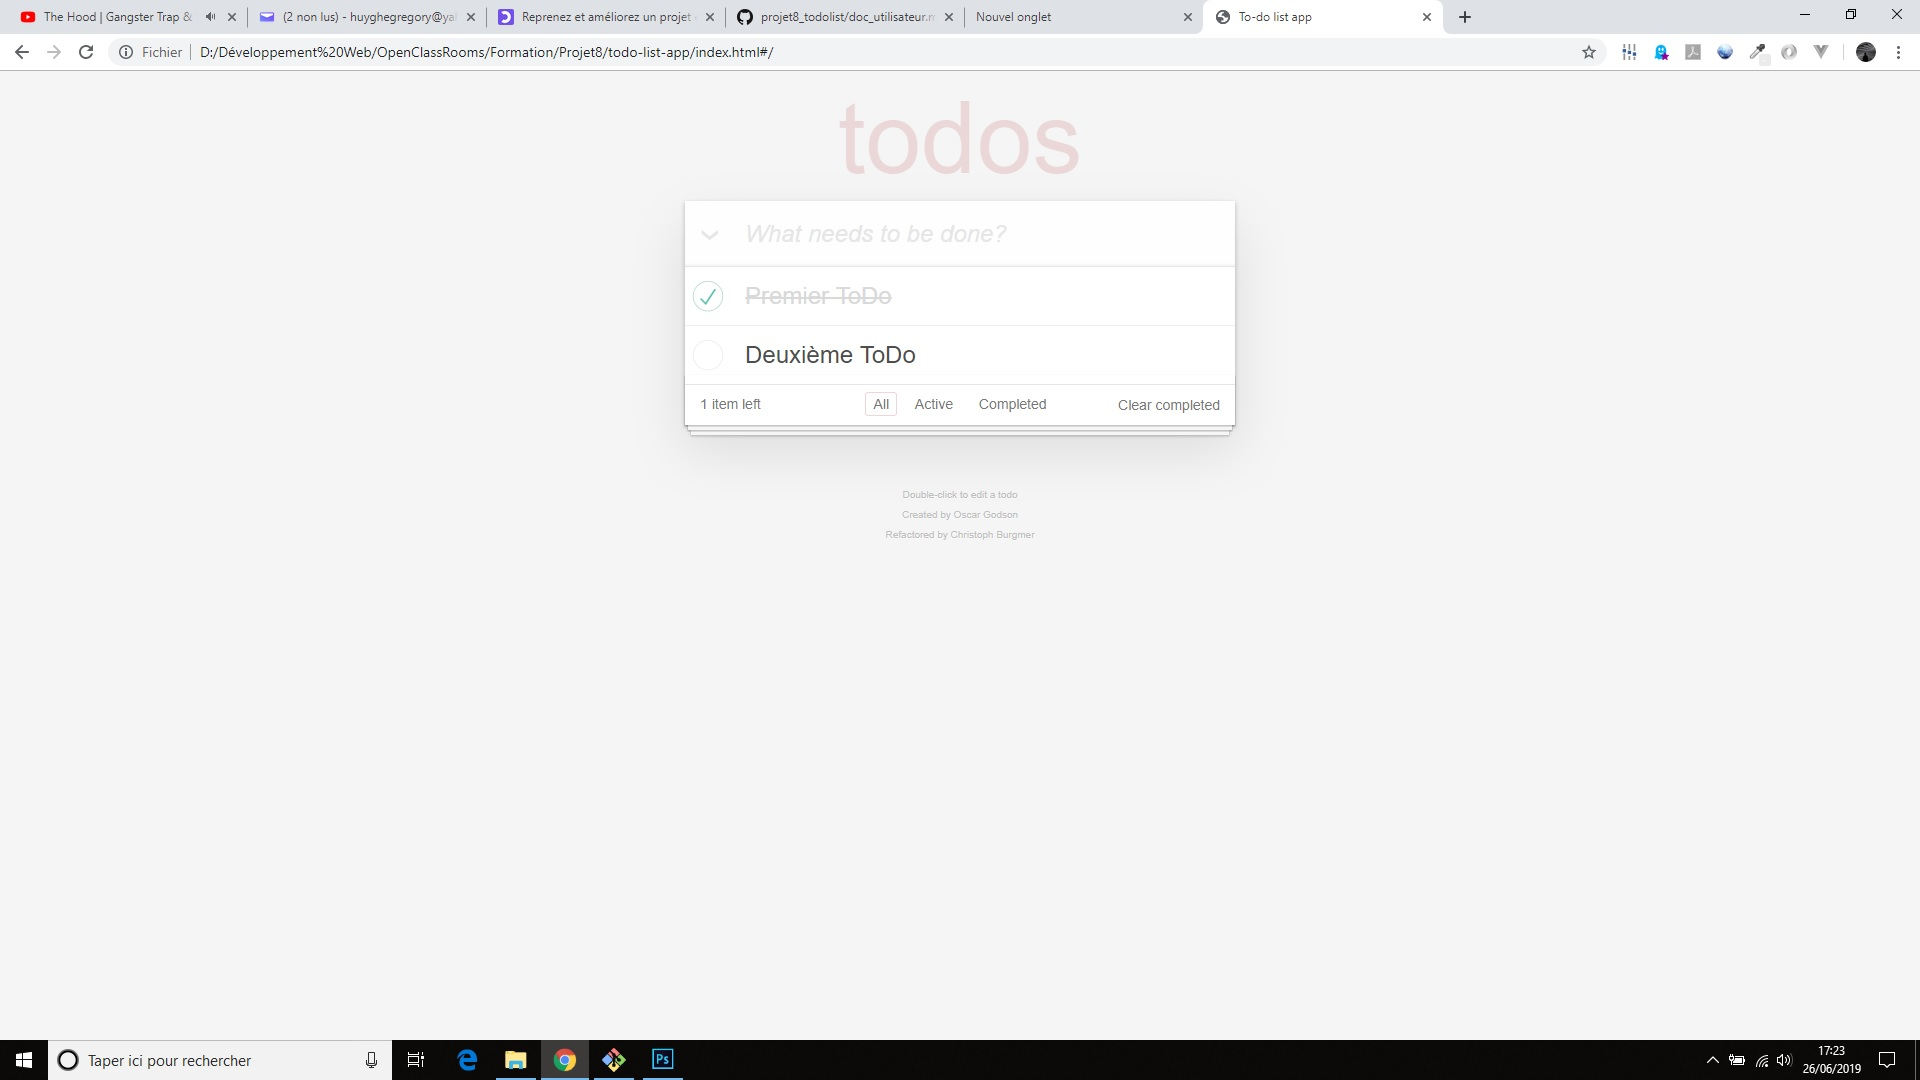 The Hood | Gangster Trap &
(2 non lus) - huyghegregory@ya
Reprenez et améliorez un projet
projet8_todolist/doc_utilisateur.m
Nouvel onglet
To-do list app
Fichier
D:/Développement%20Web/OpenClassRooms/Formation/Projet8/todo-list-app/index.html#/
todos
What needs to be done?
Premier ToDo
Deuxième ToDo
1 item left
All
Active
Completed
Clear completed
Double-click to edit a todo
Created by Oscar Godson
Refactored by Christoph Burgmer
Taper ici pour rechercher
Ps
17:23
26/06/2019